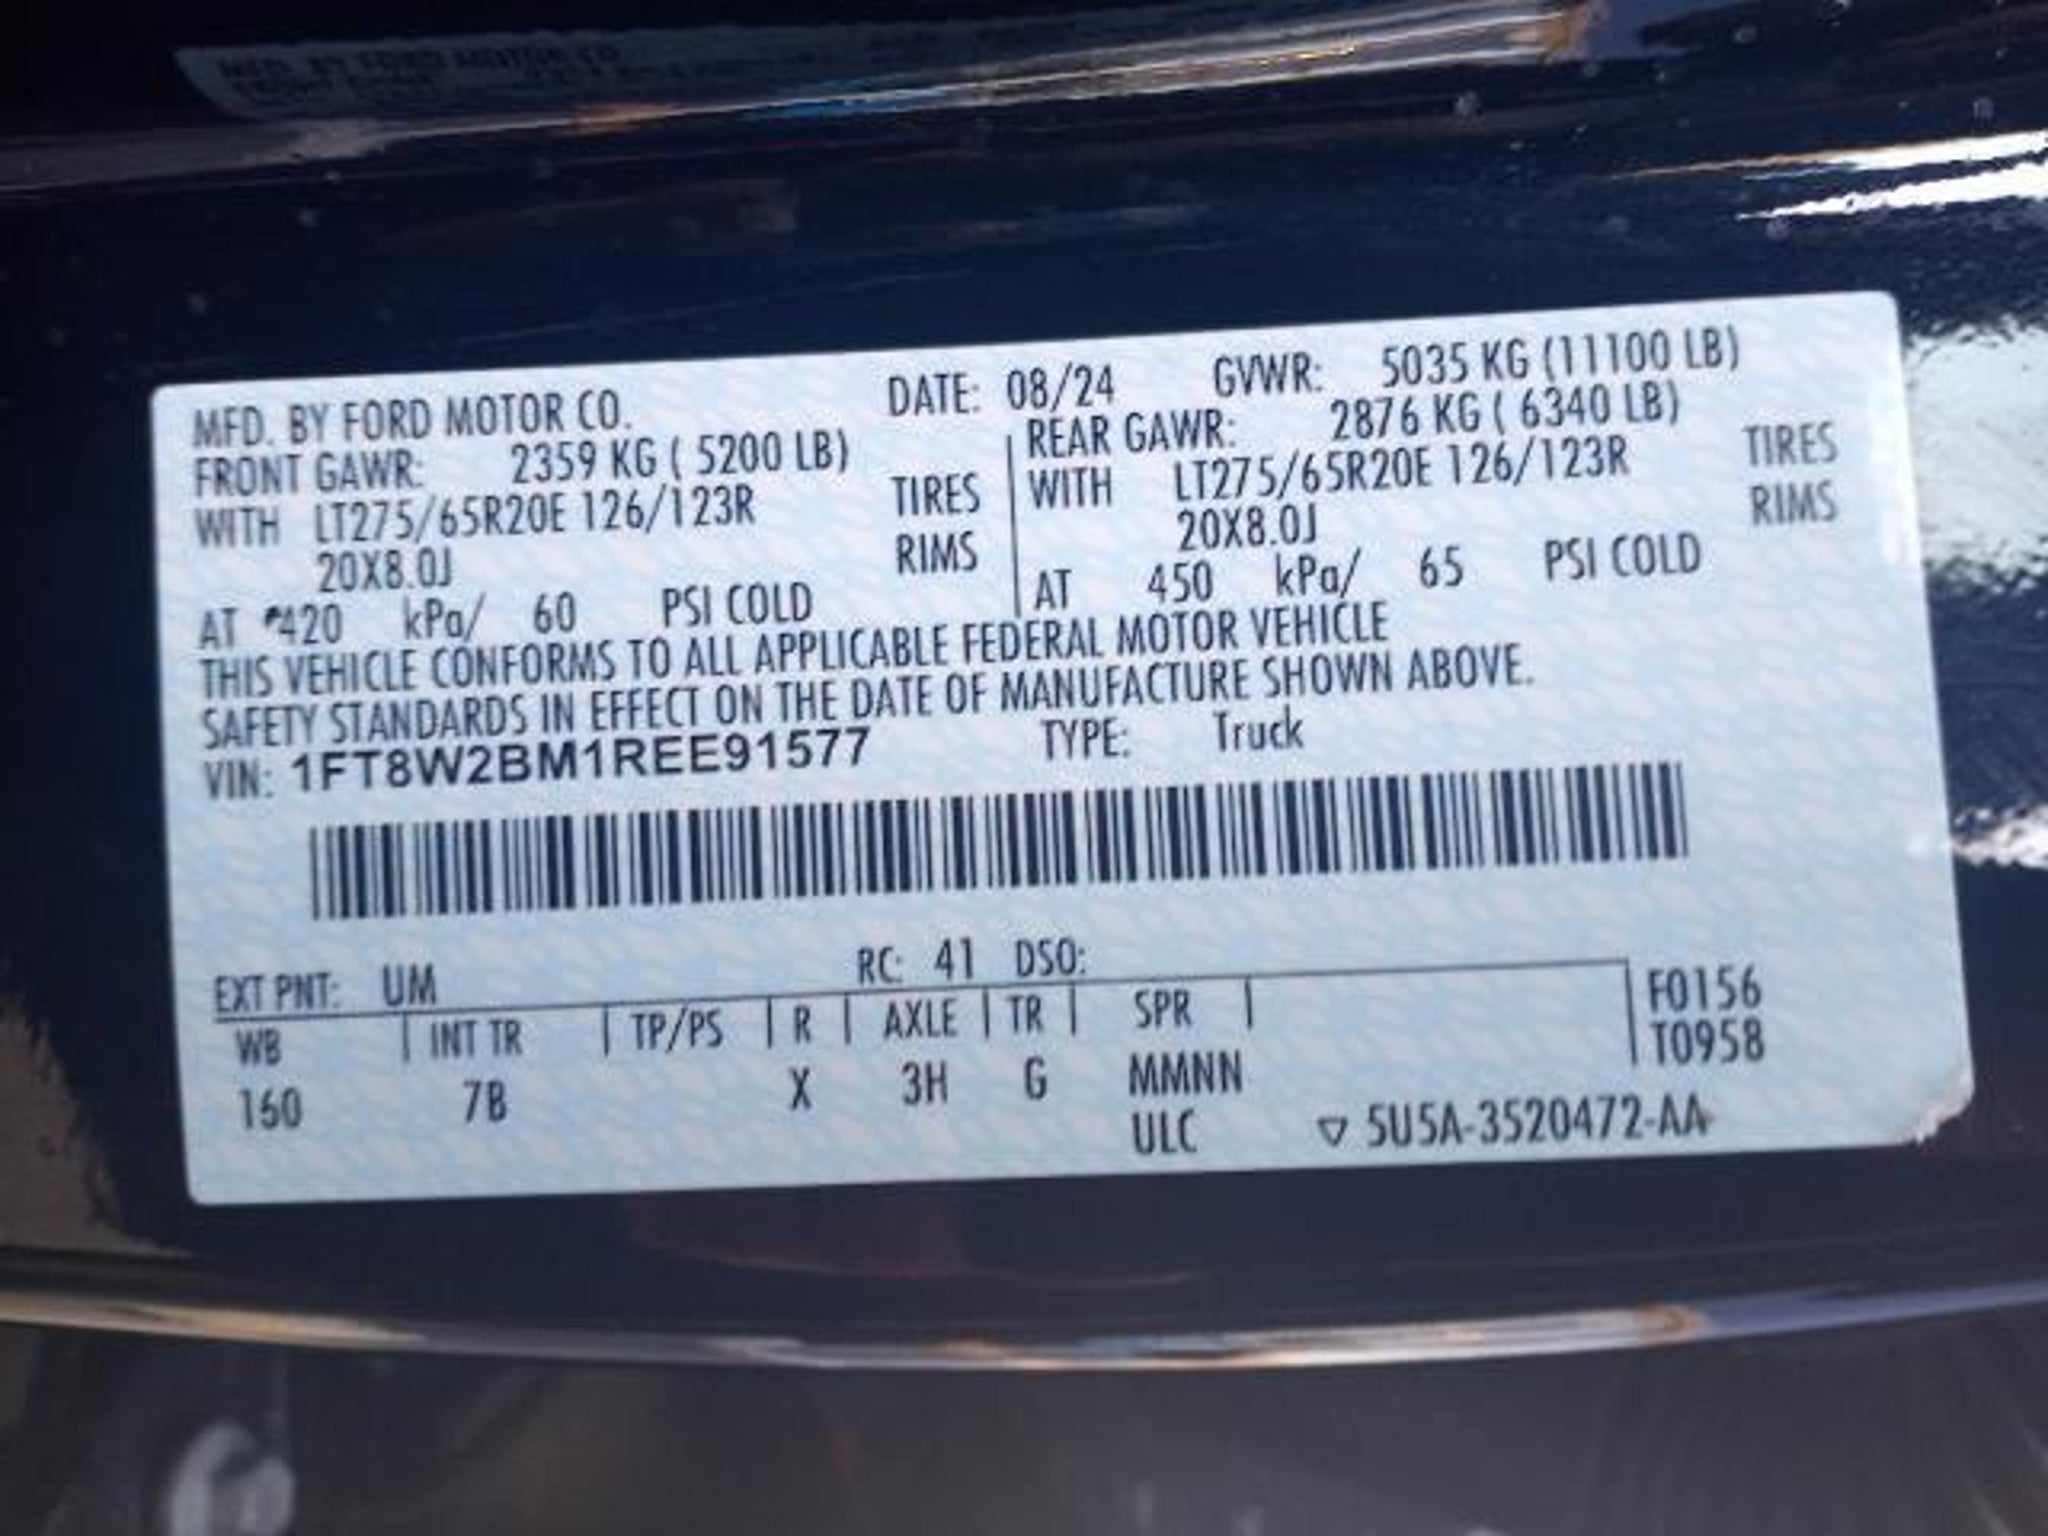 MFD. BY FORD MOTOR CO.
MFD. BY FORD MOTOR CO. DATE: 08/24 GVWR: 5035 KG (11100 LB)
FRONT GAWR: 2359 KG ( 5200 LB) REAR GAWR: 2876 KG ( 6340 LB)
WITH LT275/65R20E 126/123R TIRES WITH LT275/65R20E 126/123R TIRES
20X8.0J RIMS 20X8.0J RIMS
AT 420 kPa/ 60 PSI COLD AT 450 kPa/ 65 PSI COLD
THIS VEHICLE CONFORMS TO ALL APPLICABLE FEDERAL MOTOR VEHICLE
SAFETY STANDARDS IN EFFECT ON THE DATE OF MANUFACTURE SHOWN ABOVE.
VIN: 1FT8W2BM1REE91577 TYPE: Truck
EXT PNT: UM RC: 41 DSO:
WB INT TR TP/PS R AXLE TR SPR F0156
T0958
160 7B X 3H G MMNN
ULC ▽ 5U5A-3520472-AA